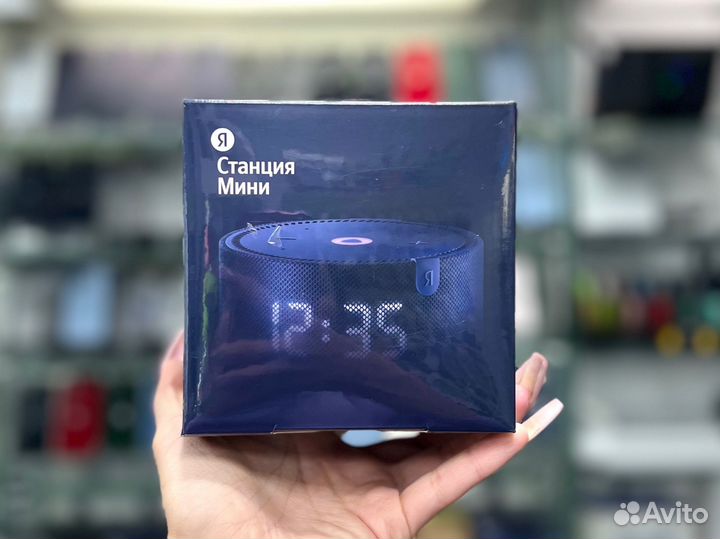 Я
Станция
Мини
Я
12:35
Avito